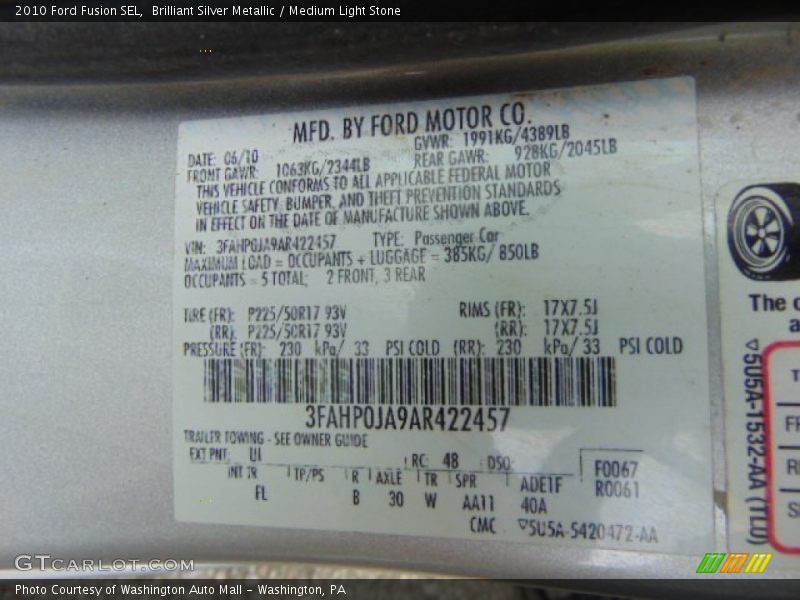 2010 Ford Fusion SEL, Brilliant Silver Metallic / Medium Light Stone
MFD. BY FORD MOTOR CO.
DATE: 06/10 GVWR: 1991KG/4389LB
FRONT GAWR: 1063KG/2344LB REAR GAWR: 928KG/2045LB
THIS VEHICLE CONFORMS TO ALL APPLICABLE FEDERAL MOTOR
VEHICLE SAFETY, BUMPER, AND THEFT PREVENTION STANDARDS
IN EFFECT ON THE DATE OF MANUFACTURE SHOWN ABOVE.
VIN: 3FAHP0JA9AR422457 TYPE: Passenger Car
MAXIMUM LOAD = OCCUPANTS + LUGGAGE = 385KG/ 850LB
OCCUPANTS = 5 TOTAL; 2 FRONT, 3 REAR
TIRE (FR): P225/50R17 93V RIMS (FR): 17X7.5J
(RR): P225/50R17 93V (RR): 17X7.5J
PRESSURE (FR): 230 kPa/ 33 PSI COLD (RR): 230 kPa/ 33 PSI COLD
3FAHP0JA9AR422457
TRAILER TOWING - SEE OWNER GUIDE
EXT PNT: UI RC: 48 DSO: F0067
INT TR TP/PS R AXLE TR SPR ADE1F R0061
FL B 30 W AA11 40A
CMC ▽5U5A-5420472-AA
The
▽5U5A-1532-AA (TLU)
GTCarLot.com
Photo Courtesy of Washington Auto Mall - Washington, PA